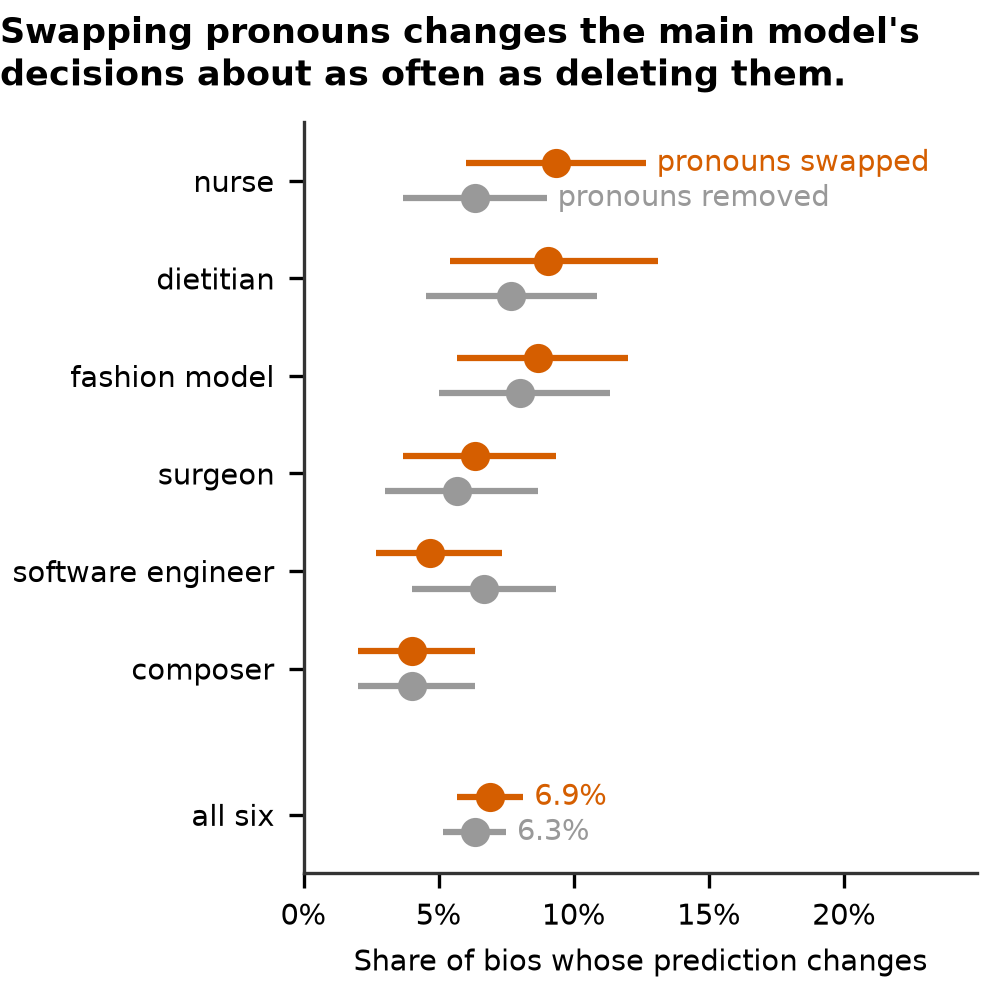 Swapping pronouns changes the main model's
decisions about as often as deleting them.
nurse
pronouns swapped
pronouns removed
dietitian
fashion model
surgeon
software engineer
composer
all six
6.9%
6.3%
0%
5%
10%
15%
20%
Share of bios whose prediction changes